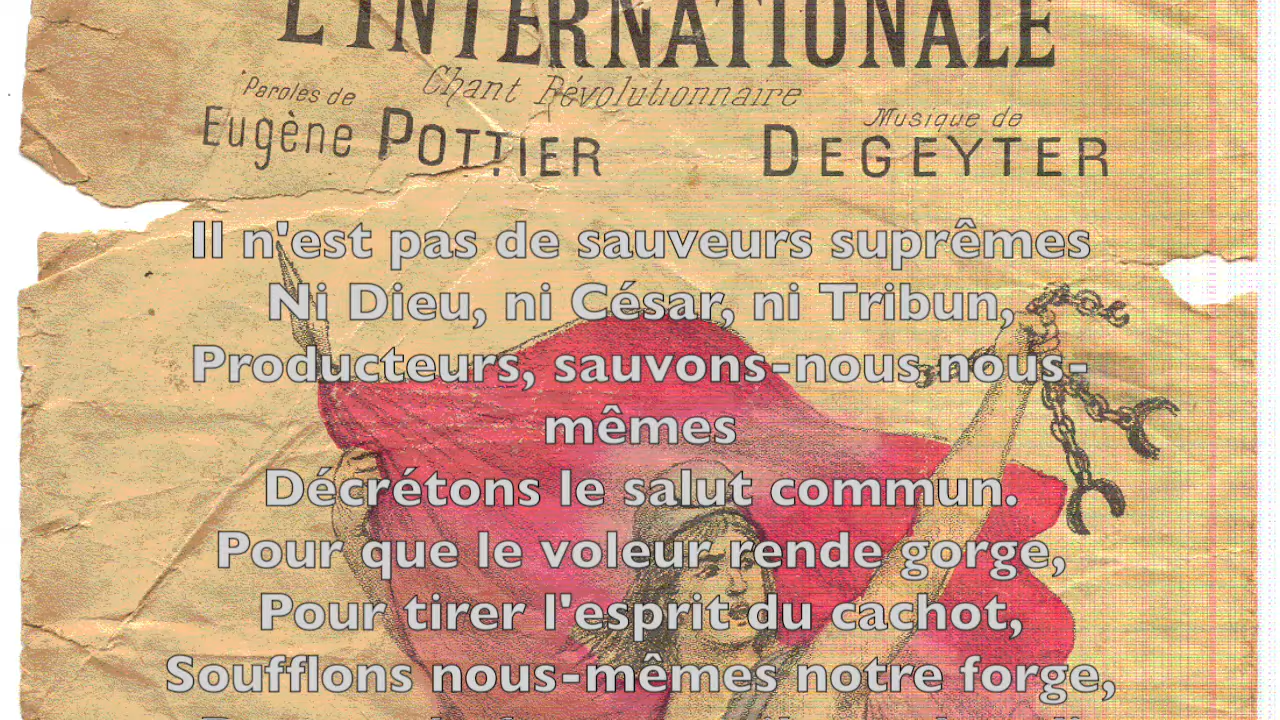 L'INTERNATIONALE
Chant Révolutionnaire
Paroles de
Eugène POTTIER
Musique de
DEGEYTER
Il n'est pas de sauveurs suprêmes
Ni Dieu, ni César, ni Tribun,
Producteurs, sauvons-nous nous-
mêmes
Décrétons le salut commun.
Pour que le voleur rende gorge,
Pour tirer l'esprit du cachot,
Soufflons nous-mêmes notre forge,